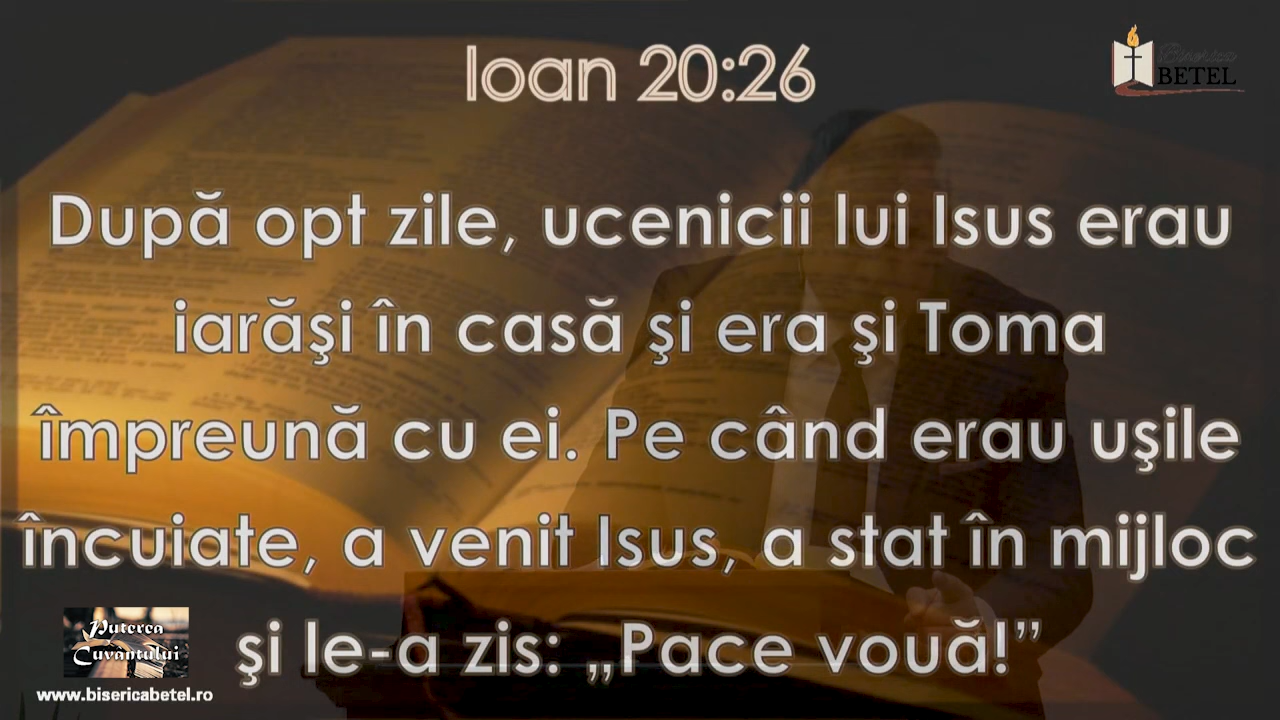 Ioan 20:26
Biserica
BETEL
După opt zile, ucenicii lui Isus erau
iarăşi în casă şi era şi Toma
împreună cu ei. Pe când erau uşile
încuiate, a venit Isus, a stat în mijloc
şi le-a zis: „Pace vouă!”
Puterea
Cuvantului
www.bisericabetel.ro